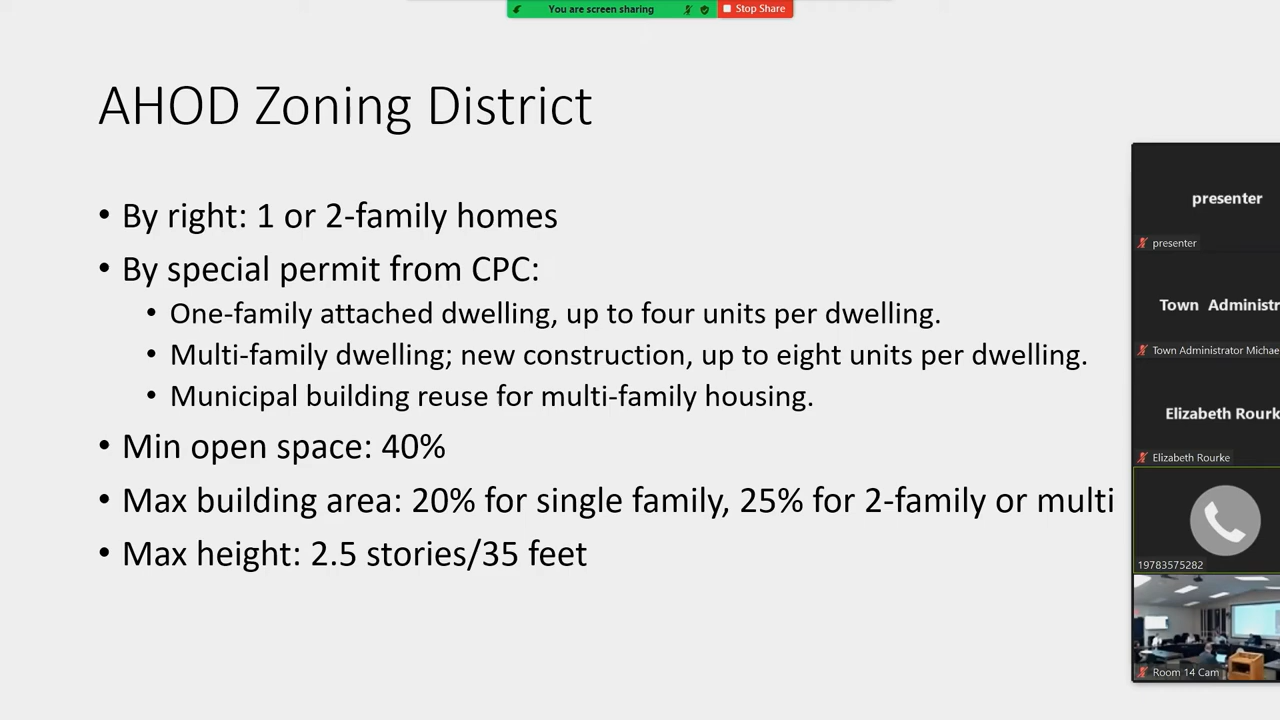 You are screen sharing
Stop Share
AHOD Zoning District
• By right: 1 or 2-family homes
• By special permit from CPC:
• One-family attached dwelling, up to four units per dwelling.
• Multi-family dwelling; new construction, up to eight units per dwelling.
• Municipal building reuse for multi-family housing.
• Min open space: 40%
• Max building area: 20% for single family, 25% for 2-family or multi
• Max height: 2.5 stories/35 feet
presenter
presenter
Town Administr
Town Administrator Michae
Elizabeth Rourk
Elizabeth Rourke
19783575282
Room 14 Cam